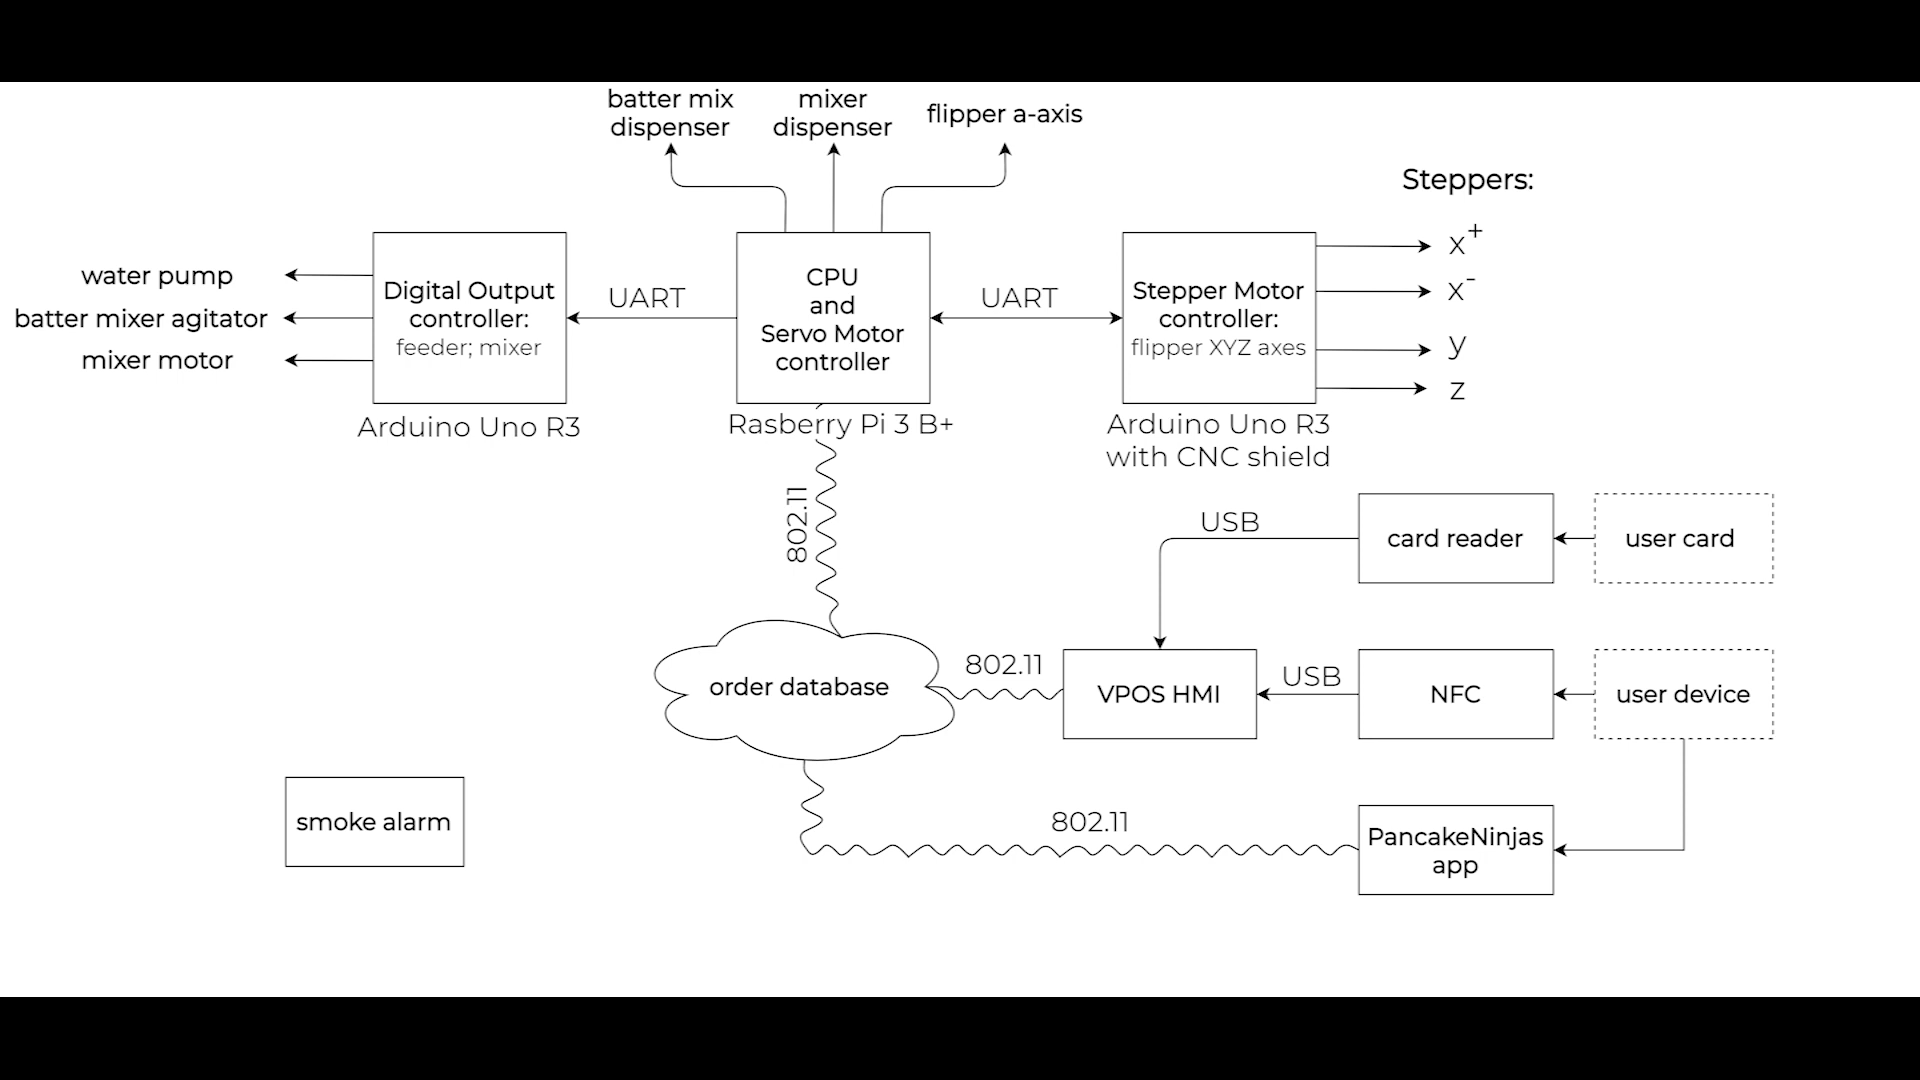 batter mix
dispenser
mixer
dispenser
flipper a-axis
Steppers:
water pump
batter mixer agitator
mixer motor
Digital Output
controller:
feeder; mixer
Arduino Uno R3
UART
CPU
and
Servo Motor
controller
Rasberry Pi 3 B+
UART
Stepper Motor
controller:
flipper XYZ axes
Arduino Uno R3
with CNC shield
x+
x-
y
z
802.11
USB
card reader
user card
order database
802.11
VPOS HMI
USB
NFC
user device
smoke alarm
802.11
PancakeNinjas
app